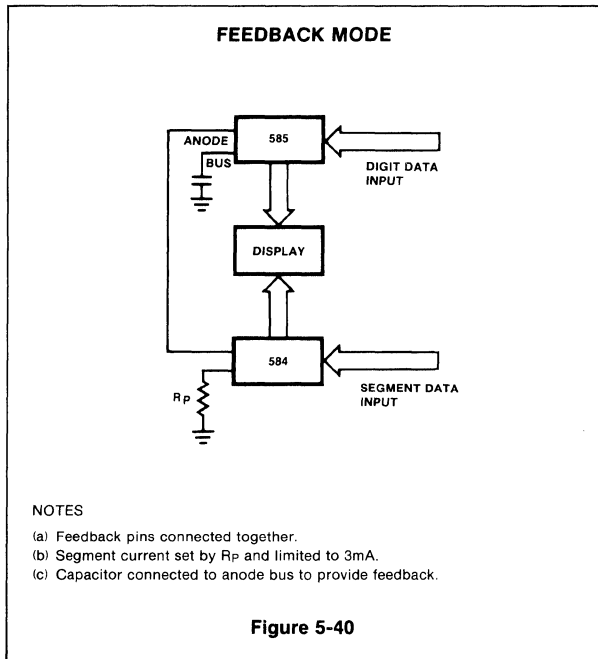 FEEDBACK MODE
ANODE
585
BUS
DIGIT DATA
INPUT
DISPLAY
584
SEGMENT DATA
INPUT
RP
NOTES
(a) Feedback pins connected together.
(b) Segment current set by RP and limited to 3mA.
(c) Capacitor connected to anode bus to provide feedback.
Figure 5-40